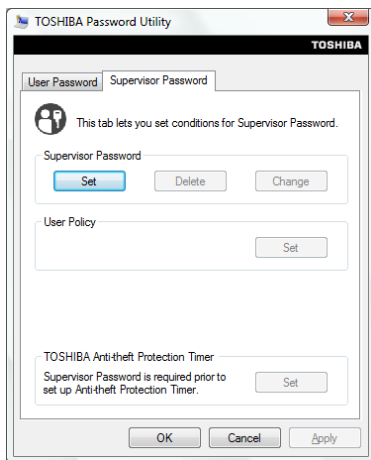 TOSHIBA Password Utility
TOSHIBA
User Password Supervisor Password
This tab lets you set conditions for Supervisor Password.
Supervisor Password
Set Delete Change
User Policy
Set
TOSHIBA Anti-theft Protection Timer
Supervisor Password is required prior to
set up Anti-theft Protection Timer.
Set
OK Cancel Apply